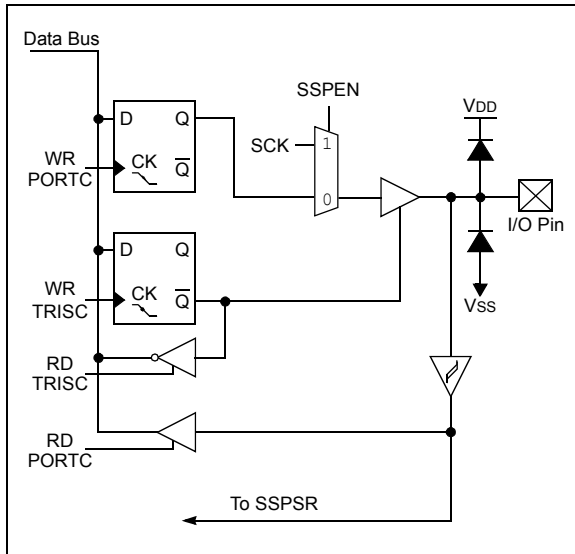 Data Bus
SSPEN
VDD
D
Q
SCK
1
WR
PORTC
CK
Q
0
I/O Pin
D
Q
VSS
WR
TRISC
CK
Q
RD
TRISC
RD
PORTC
To SSPSR